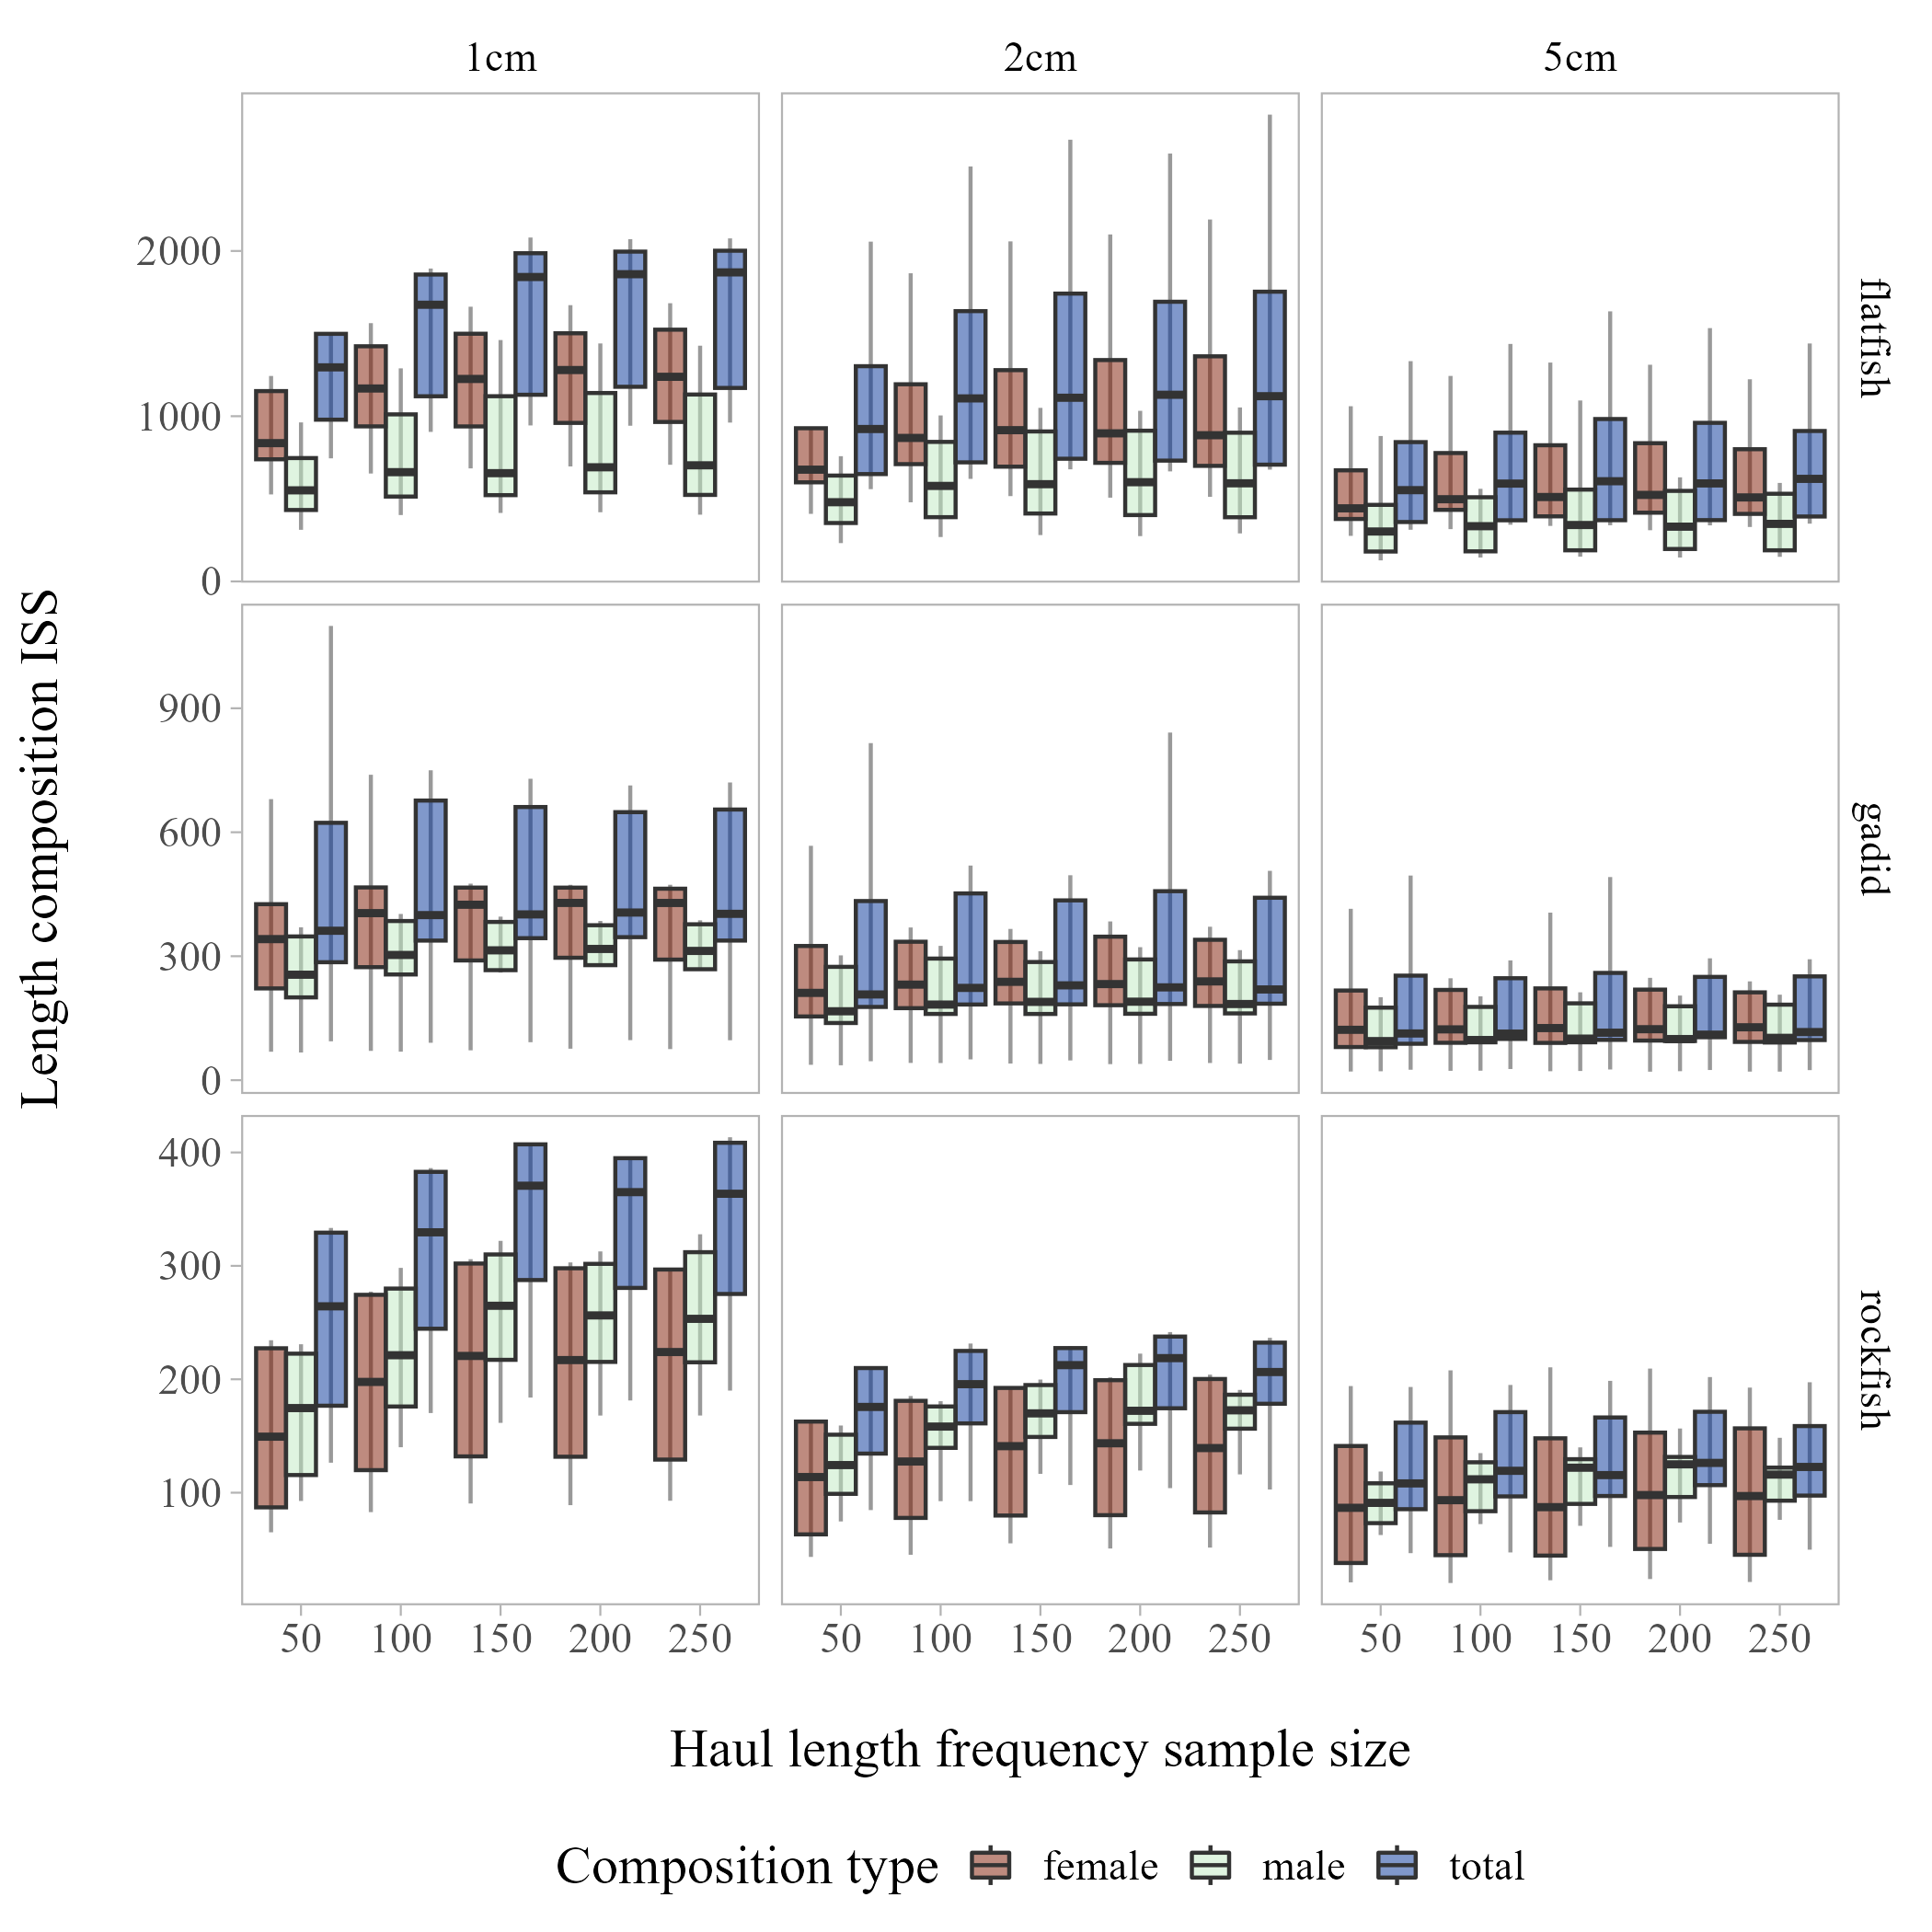 1cm 2cm 5cm
2000
1000
0
flatfish
Length composition ISS
900
600
300
0
gadid
400
300
200
100
rockfish
50 100 150 200 250 50 100 150 200 250 50 100 150 200 250
Haul length frequency sample size
Composition type female male total